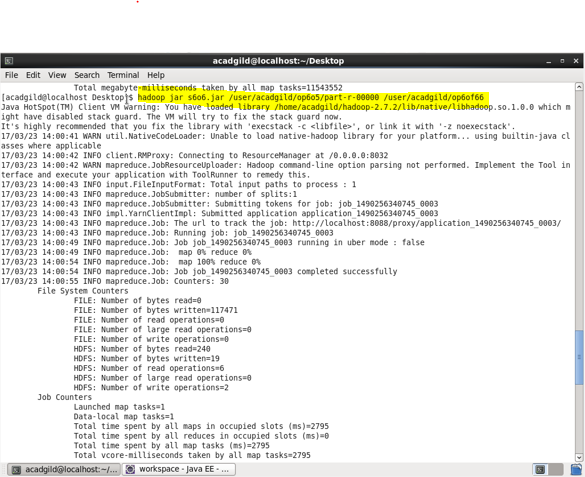 acadgild@localhost:~/Desktop
File Edit View Search Terminal Help
Total megabyte-milliseconds taken by all map tasks=11543552
[acadgild@localhost Desktop]$ hadoop jar s6o6.jar /user/acadgild/op6o5/part-r-00000 /user/acadgild/op6of66
Java HotSpot(TM) Client VM warning: You have loaded library /home/acadgild/hadoop-2.7.2/lib/native/libhadoop.so.1.0.0 which m
ight have disabled stack guard. The VM will try to fix the stack guard now.
It's highly recommended that you fix the library with 'execstack -c <libfile>', or link it with '-z noexecstack'.
17/03/23 14:00:41 WARN util.NativeCodeLoader: Unable to load native-hadoop library for your platform... using builtin-java cl
asses where applicable
17/03/23 14:00:42 INFO client.RMProxy: Connecting to ResourceManager at /0.0.0.0:8032
17/03/23 14:00:42 WARN mapreduce.JobResourceUploader: Hadoop command-line option parsing not performed. Implement the Tool in
terface and execute your application with ToolRunner to remedy this.
17/03/23 14:00:43 INFO input.FileInputFormat: Total input paths to process : 1
17/03/23 14:00:43 INFO mapreduce.JobSubmitter: number of splits:1
17/03/23 14:00:43 INFO mapreduce.JobSubmitter: Submitting tokens for job: job_1490256340745_0003
17/03/23 14:00:43 INFO impl.YarnClientImpl: Submitted application application_1490256340745_0003
17/03/23 14:00:43 INFO mapreduce.Job: The url to track the job: http://localhost:8088/proxy/application_1490256340745_0003/
17/03/23 14:00:43 INFO mapreduce.Job: Running job: job_1490256340745_0003
17/03/23 14:00:49 INFO mapreduce.Job: Job job_1490256340745_0003 running in uber mode : false
17/03/23 14:00:49 INFO mapreduce.Job: map 0% reduce 0%
17/03/23 14:00:54 INFO mapreduce.Job: map 100% reduce 0%
17/03/23 14:00:54 INFO mapreduce.Job: Job job_1490256340745_0003 completed successfully
17/03/23 14:00:55 INFO mapreduce.Job: Counters: 30
File System Counters
FILE: Number of bytes read=0
FILE: Number of bytes written=117471
FILE: Number of read operations=0
FILE: Number of large read operations=0
FILE: Number of write operations=0
HDFS: Number of bytes read=240
HDFS: Number of bytes written=19
HDFS: Number of read operations=6
HDFS: Number of large read operations=0
HDFS: Number of write operations=2
Job Counters
Launched map tasks=1
Data-local map tasks=1
Total time spent by all maps in occupied slots (ms)=2795
Total time spent by all reduces in occupied slots (ms)=0
Total time spent by all map tasks (ms)=2795
Total vcore-milliseconds taken by all map tasks=2795
acadgild@localhost:~/...
workspace - Java EE - ...